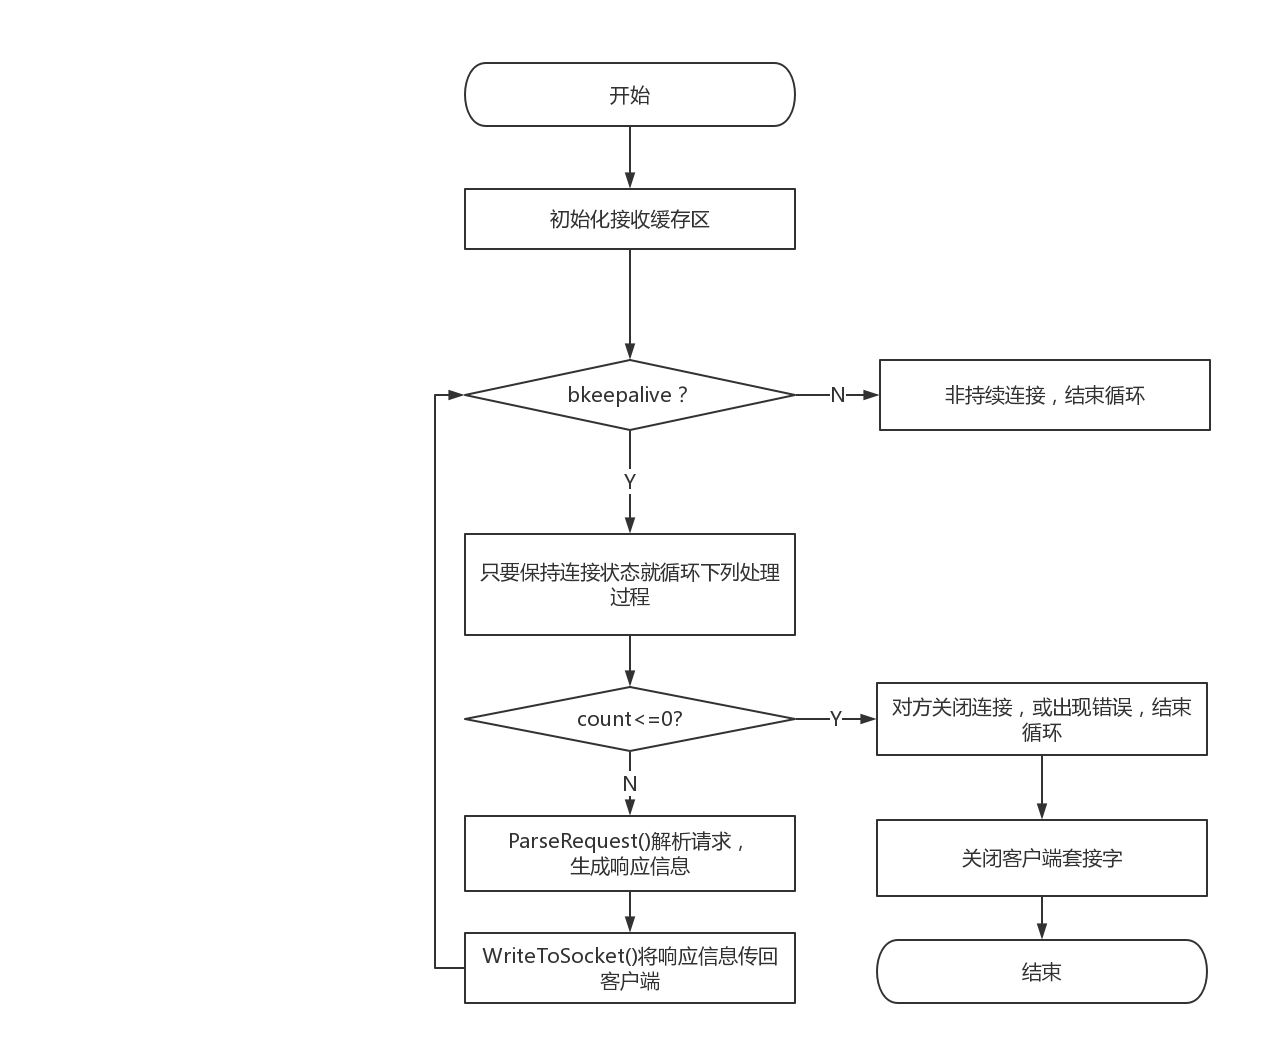 开始
初始化接收缓存区
bkeepalive？
N
非持续连接，结束循环
Y
只要保持连接状态就循环下列处理
过程
count<=0?
Y
对方关闭连接，或出现错误，结束
循环
N
ParseRequest()解析请求，
生成响应信息
关闭客户端套接字
WriteToSocket()将响应信息传回
客户端
结束